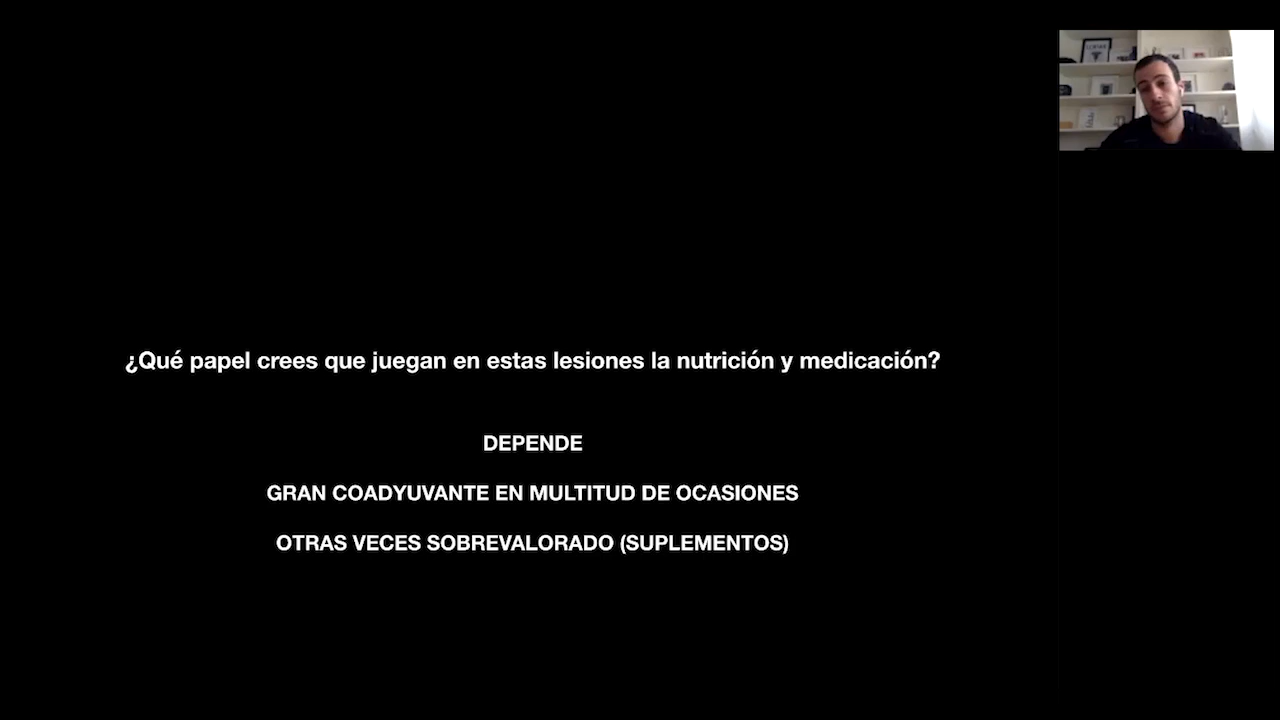 ¿Qué papel crees que juegan en estas lesiones la nutrición y medicación?
DEPENDE
GRAN COADYUVANTE EN MULTITUD DE OCASIONES
OTRAS VECES SOBREVALORADO (SUPLEMENTOS)